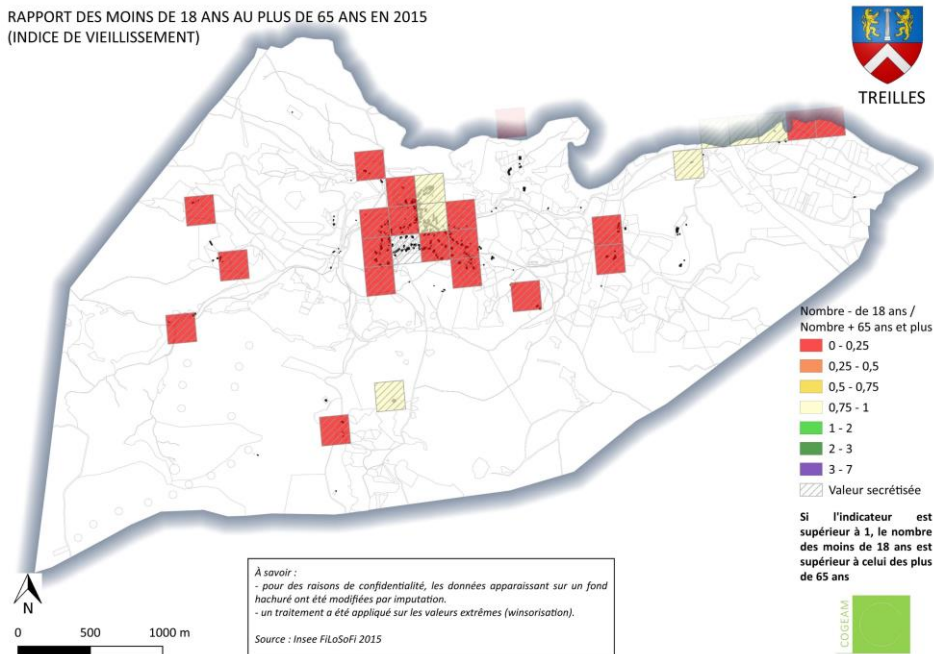 RAPPORT DES MOINS DE 18 ANS AU PLUS DE 65 ANS EN 2015
(INDICE DE VIEILLISSEMENT)
TREILLES
Nombre - de 18 ans /
Nombre + 65 ans et plus
0 - 0,25
0,25 - 0,5
0,5 - 0,75
0,75 - 1
1 - 2
2 - 3
3 - 7
Valeur secrétisée
Si l'indicateur est
supérieur à 1, le nombre
des moins de 18 ans est
supérieur à celui des plus
de 65 ans
À savoir :
- pour des raisons de confidentialité, les données apparaissant sur un fond
hachuré ont été modifiées par imputation.
- un traitement a été appliqué sur les valeurs extrêmes (winsorisation).
Source : Insee FiLoSoFi 2015
N
0 500 1000 m
COGEAM